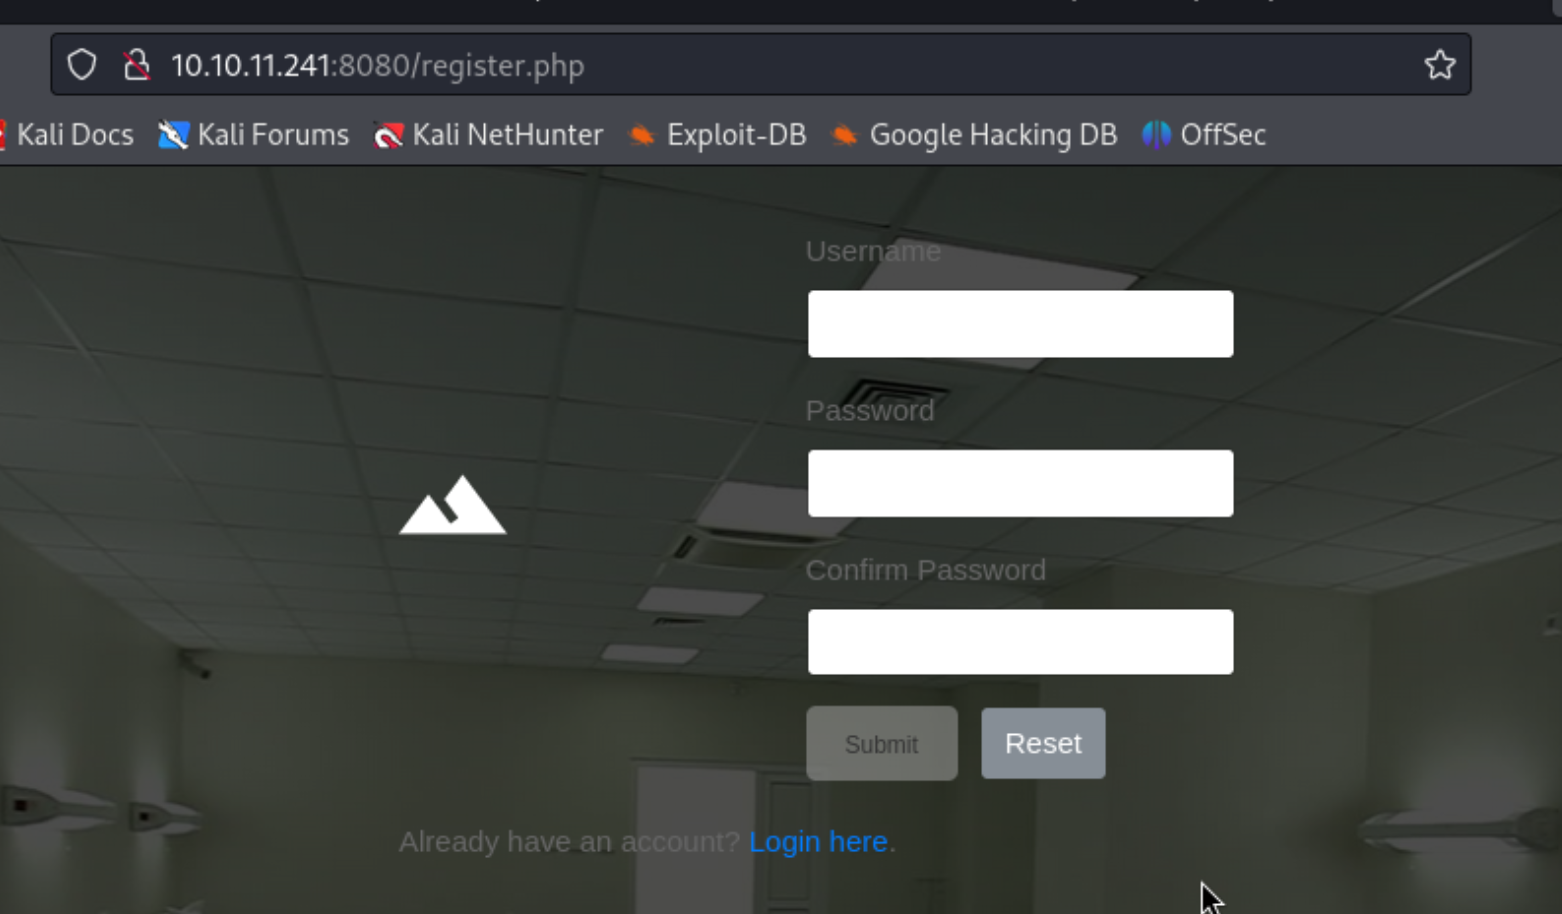 10.10.11.241:8080/register.php
Kali Docs Kali Forums Kali NetHunter Exploit-DB Google Hacking DB OffSec
Username
Password
Confirm Password
Submit Reset
Already have an account? Login here.